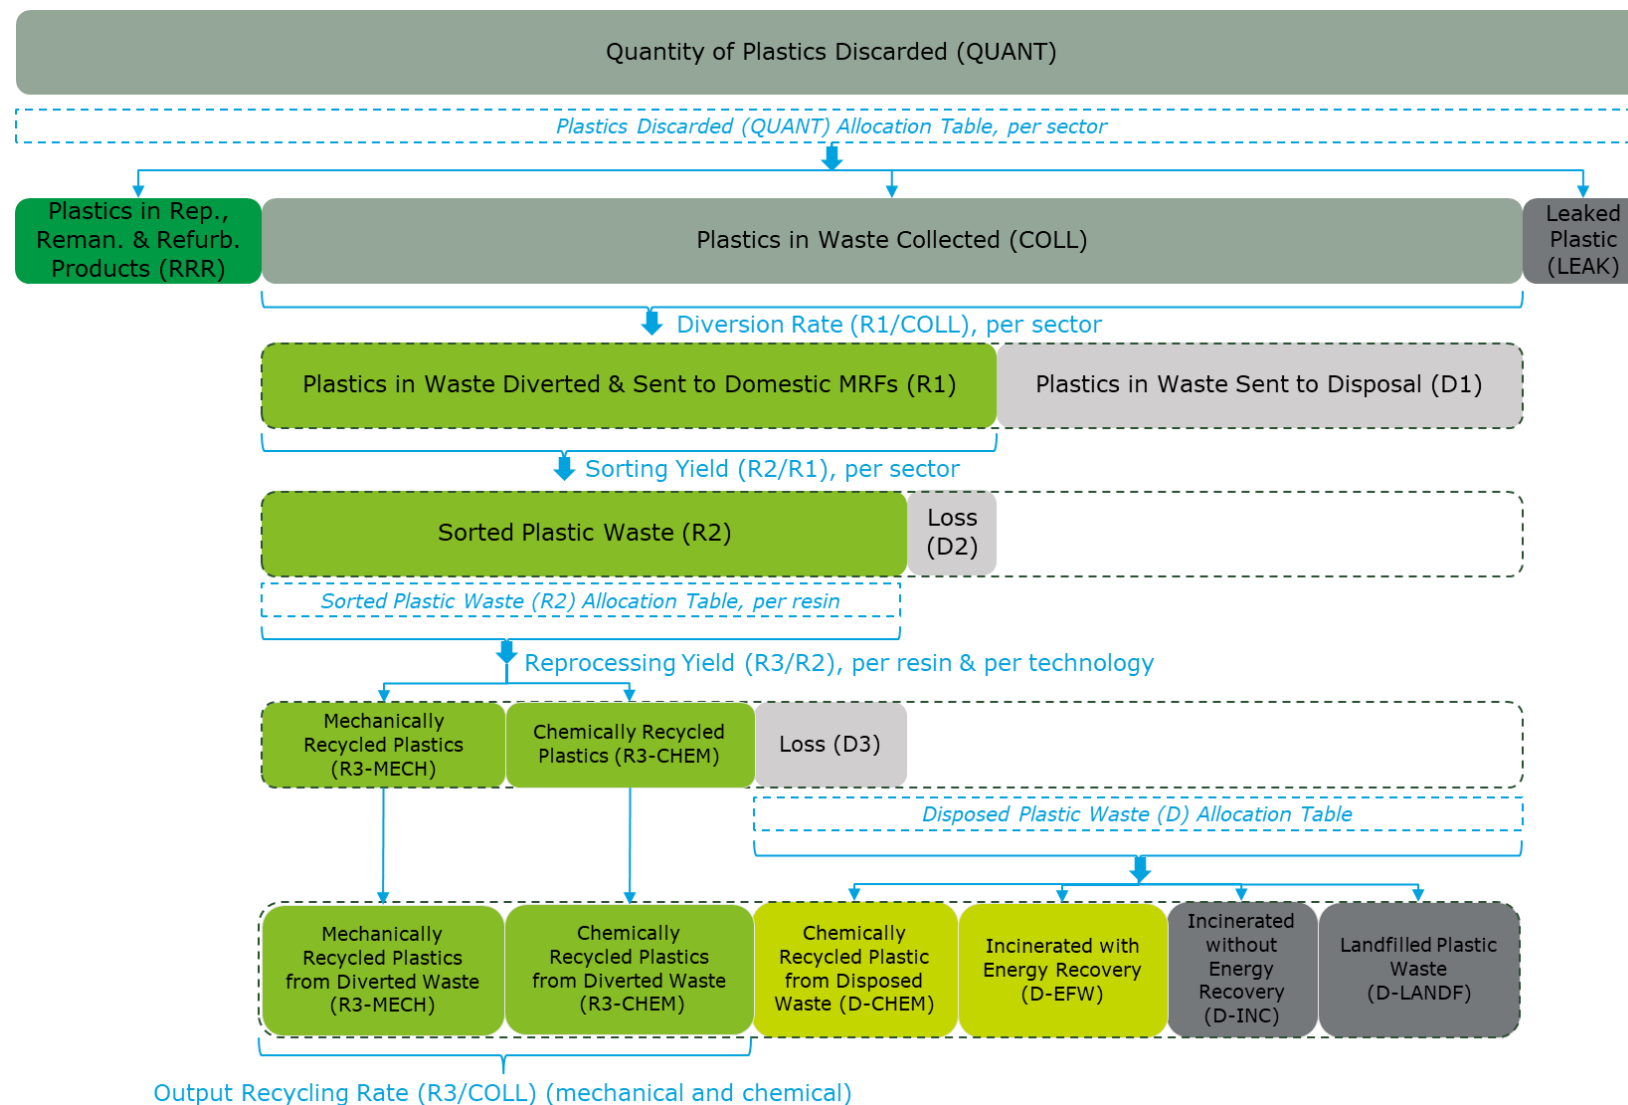 Quantity of Plastics Discarded (QUANT)
Plastics Discarded (QUANT) Allocation Table, per sector
Plastics in Rep.,
Reman. & Refurb.
Products (RRR)
Plastics in Waste Collected (COLL)
Leaked
Plastic
(LEAK)
Diversion Rate (R1/COLL), per sector
Plastics in Waste Diverted & Sent to Domestic MRFs (R1)
Plastics in Waste Sent to Disposal (D1)
Sorting Yield (R2/R1), per sector
Sorted Plastic Waste (R2)
Loss
(D2)
Sorted Plastic Waste (R2) Allocation Table, per resin
Reprocessing Yield (R3/R2), per resin & per technology
Mechanically
Recycled Plastics
(R3-MECH)
Chemically Recycled
Plastics (R3-CHEM)
Loss (D3)
Disposed Plastic Waste (D) Allocation Table
Mechanically
Recycled Plastics
from Diverted Waste
(R3-MECH)
Chemically
Recycled Plastics
from Diverted Waste
(R3-CHEM)
Chemically
Recycled Plastic
from Disposed
Waste (D-CHEM)
Incinerated with
Energy Recovery
(D-EFW)
Incinerated
without
Energy
Recovery
(D-INC)
Landfilled Plastic
Waste
(D-LANDF)
Output Recycling Rate (R3/COLL) (mechanical and chemical)